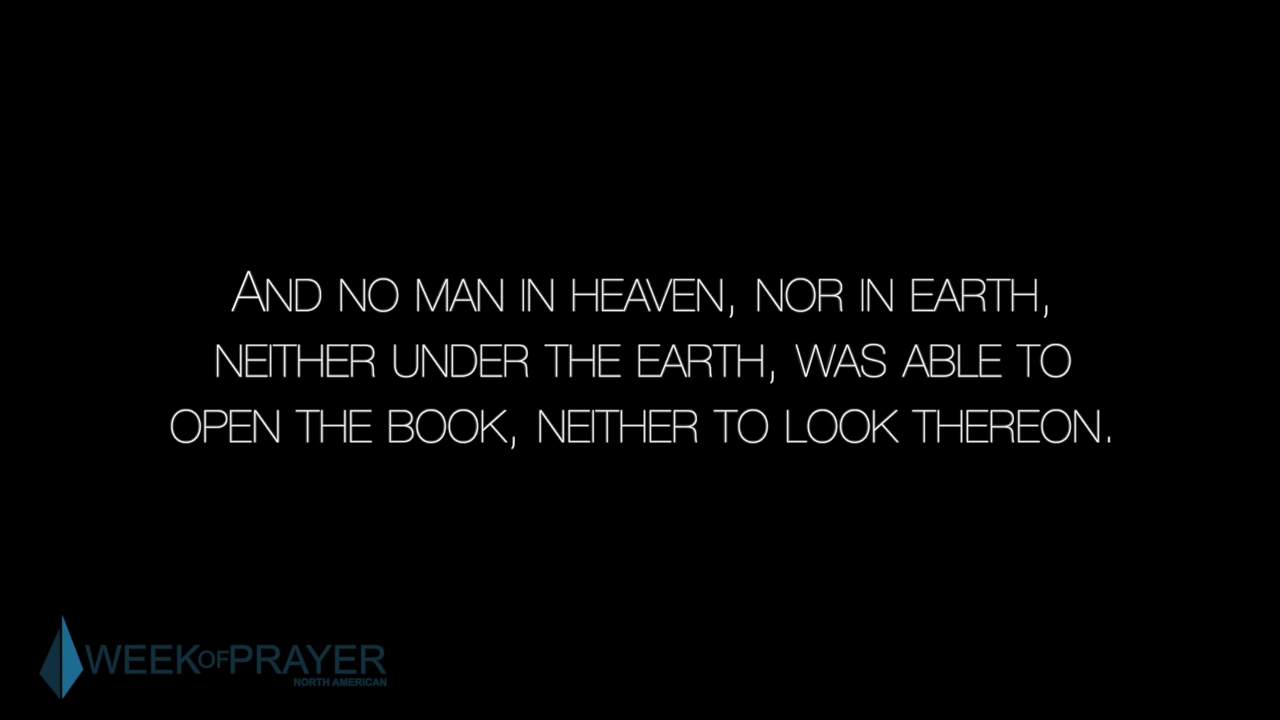 And no man in heaven, nor in earth,
neither under the earth, was able to
open the book, neither to look thereon.
WEEKOFPRAYER
NORTH AMERICAN